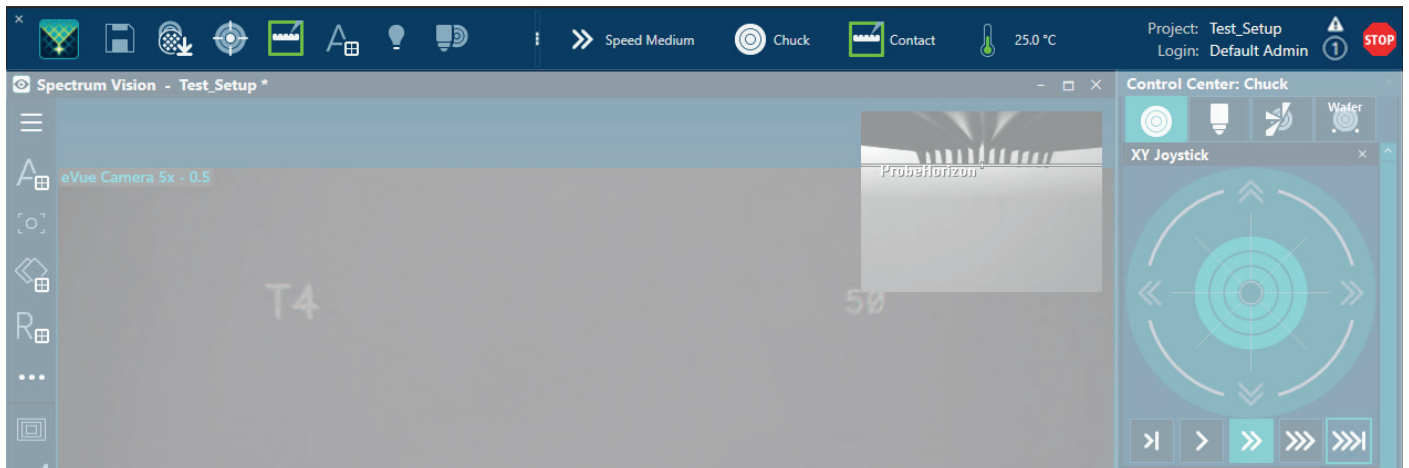 Speed Medium
Chuck
Contact
25.0 °C
Project: Test_Setup
Login: Default Admin
1
STOP
Spectrum Vision - Test_Setup *
Control Center: Chuck
Wafer
XY Joystick
A
eVue Camera 5x - 0.5
ProbeHorizon
T4
50
R